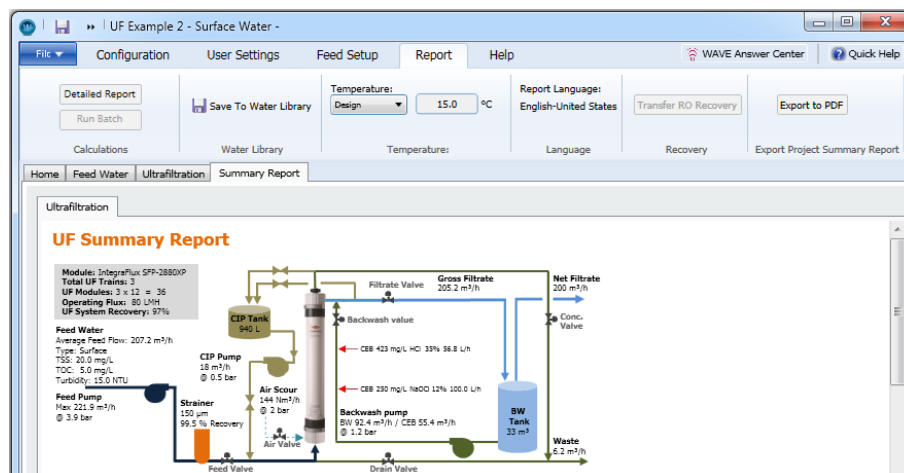 UF Example 2 - Surface Water -
File
Configuration
User Settings
Feed Setup
Report
Help
WAVE Answer Center
Quick Help
Detailed Report
Run Batch
Calculations
Save To Water Library
Water Library
Temperature:
Design
15.0 ºC
Temperature:
Report Language:
English-United States
Language
Transfer RO Recovery
Recovery
Export to PDF
Export Project Summary Report
Home
Feed Water
Ultrafiltration
Summary Report
Ultrafiltration
UF Summary Report
Module: IntegraFlux SFP-2880XP
Total UF Trains: 3
UF Modules: 3 x 12 = 36
Operating Flux: 80 LMH
UF System Recovery: 97%
Feed Water
Average Feed Flow: 207.2 m³/h
Type: Surface
TSS: 20.0 mg/L
TOC: 5.0 mg/L
Turbidity: 15.0 NTU
Feed Pump
Max 221.9 m³/h
@ 3.9 bar
Strainer
150 µm
99.5 % Recovery
CIP Tank
940 L
CIP Pump
18 m³/h
@ 0.5 bar
Air Scour
144 Nm³/h
@ 2 bar
Air Valve
Feed Valve
Filtrate Valve
Gross Filtrate
205.2 m³/h
Net Filtrate
200 m³/h
Backwash value
Conc.
Valve
CEB 423 mg/L HCl 35% 56.8 L/h
CEB 250 mg/L NaOCl 12% 100.0 L/h
Backwash pump
BW 92.4 m³/h / CEB 55.4 m³/h
@ 1.2 bar
BW
Tank
33 m³
Waste
6.2 m³/h
Drain Valve